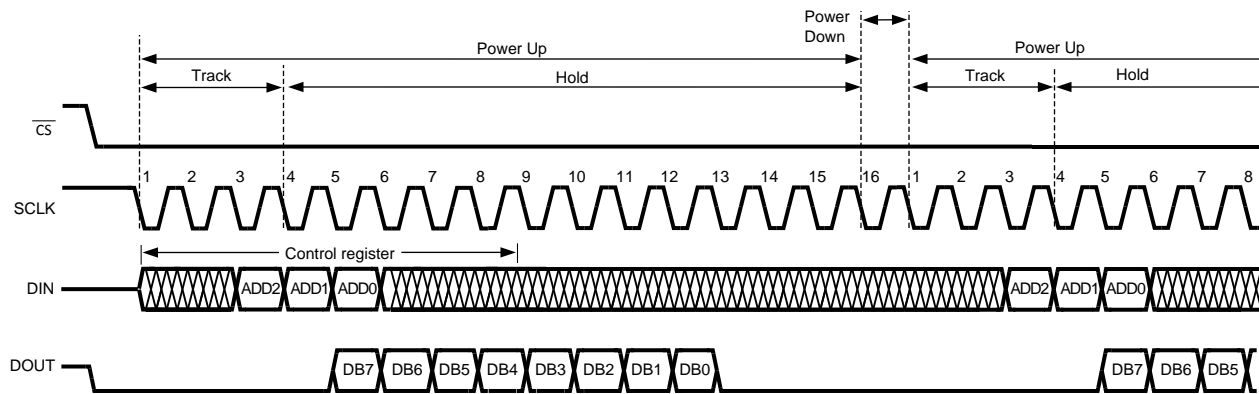 Power
Down
Power Up
Power Up
Track
Hold
Track
Hold
CS
1 2 3 4 5 6 7 8 9 10 11 12 13 14 15 16 1 2 3 4 5 6 7 8
SCLK
Control register
DIN
ADD2 ADD1 ADD0 ADD2 ADD1 ADD0
DOUT
DB7 DB6 DB5 DB4 DB3 DB2 DB1 DB0 DB7 DB6 DB5